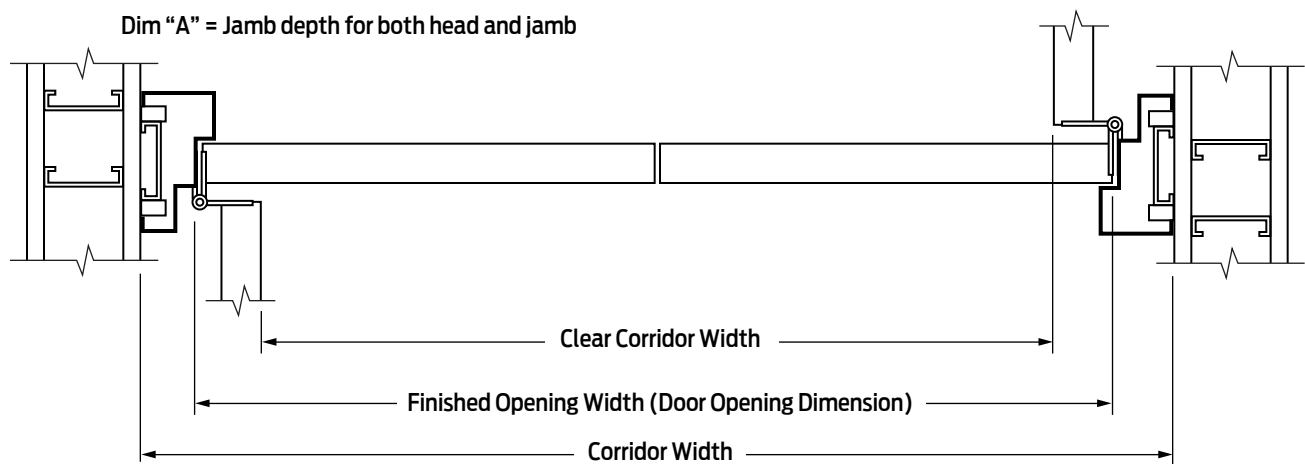 Dim “A” = Jamb depth for both head and jamb
Clear Corridor Width
Finished Opening Width (Door Opening Dimension)
Corridor Width